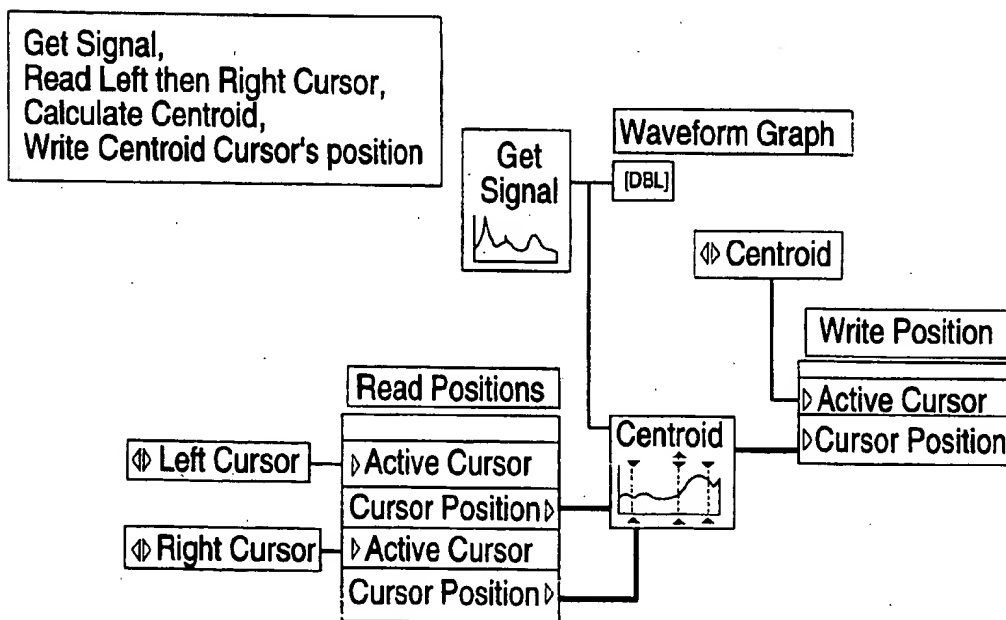 Get Signal,
Read Left then Right Cursor,
Calculate Centroid,
Write Centroid Cursor's position
Get
Signal
Waveform Graph
[DBL]
Centroid
Write Position
Active Cursor
Cursor Position
Read Positions
Left Cursor
Active Cursor
Cursor Position
Right Cursor
Active Cursor
Cursor Position
Centroid